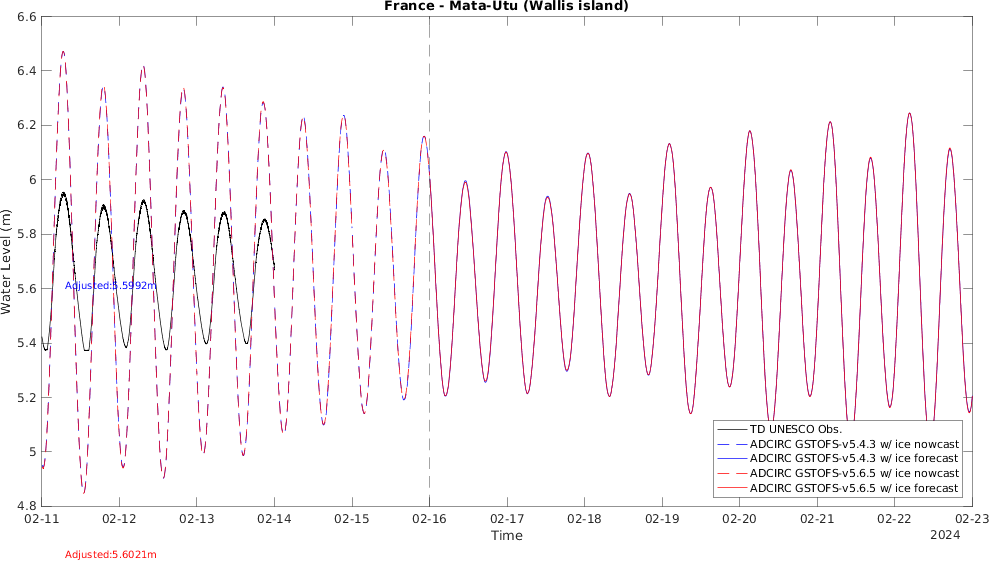 France - Mata-Utu (Wallis island)
6.6
6.4
6.2
6
5.8
5.6
5.4
5.2
5
4.8
Water Level (m)
Adjusted:5.5992m
TD UNESCO Obs.
ADCIRC GSTOFS-v5.4.3 w/ ice nowcast
ADCIRC GSTOFS-v5.4.3 w/ ice forecast
ADCIRC GSTOFS-v5.6.5 w/ ice nowcast
ADCIRC GSTOFS-v5.6.5 w/ ice forecast
02-11 02-12 02-13 02-14 02-15 02-16 02-17 02-18 02-19 02-20 02-21 02-22 02-23
Time
2024
Adjusted:5.6021m